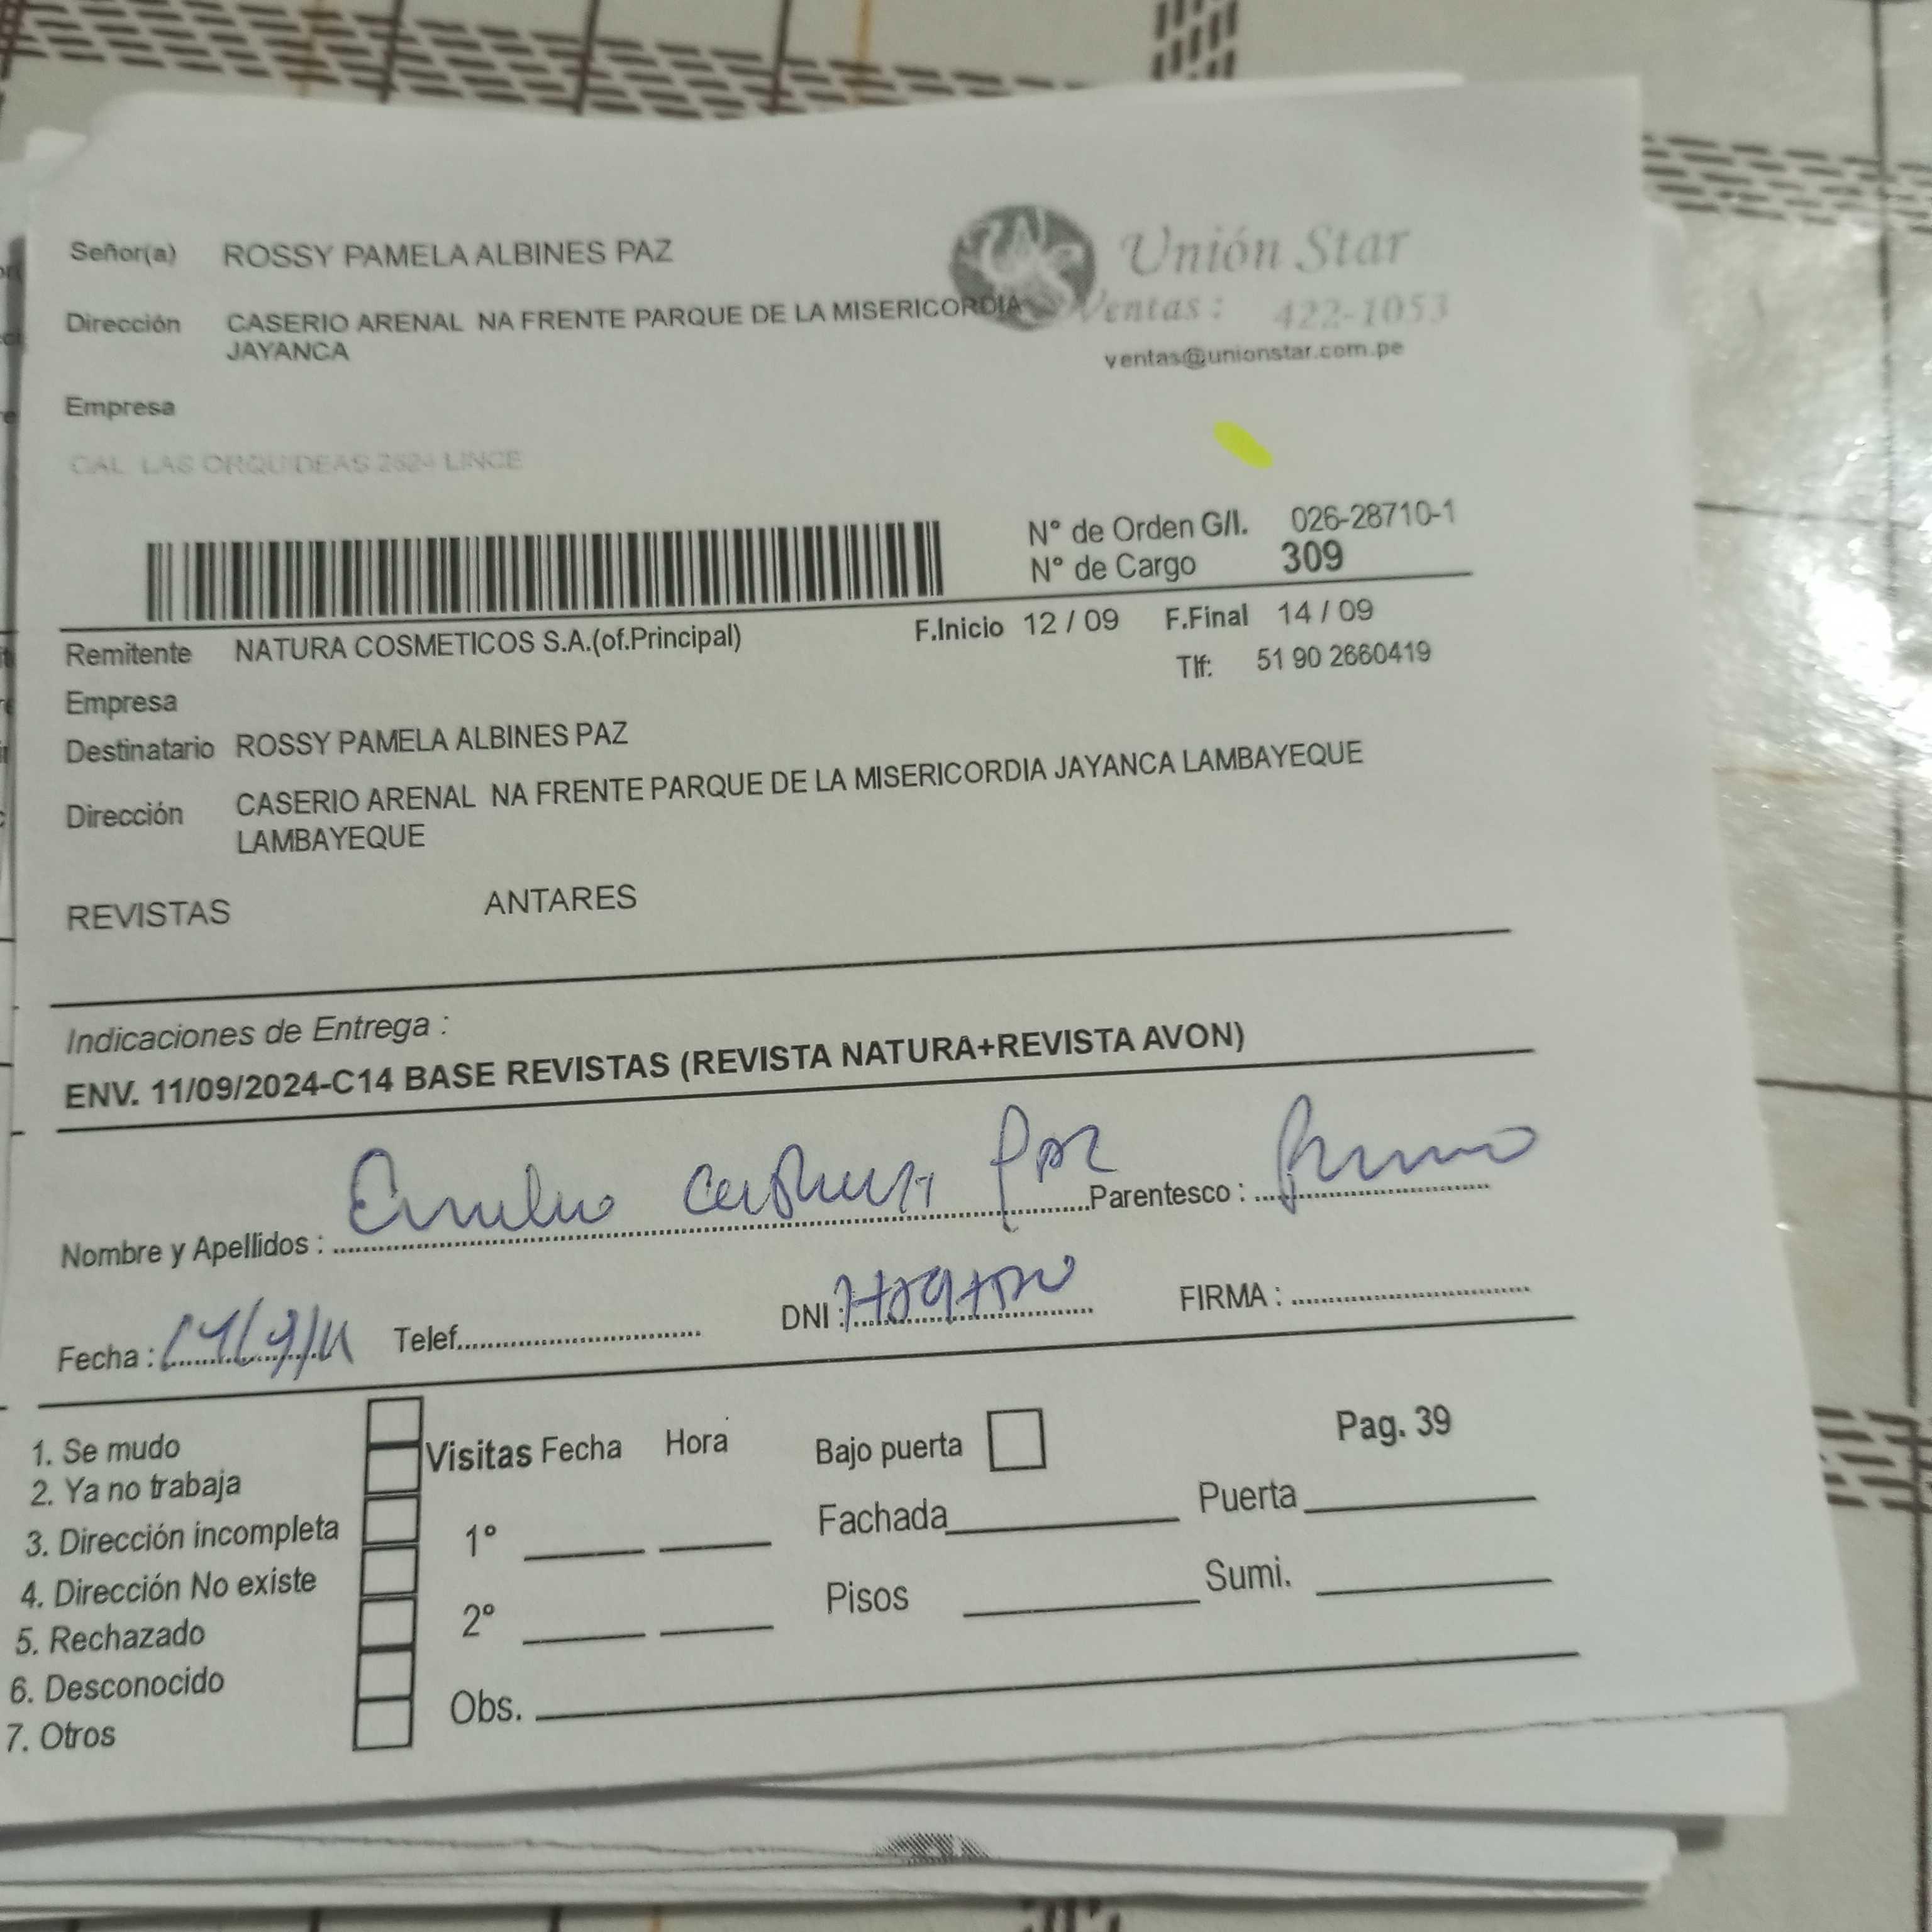 Señor(a) ROSSY PAMELA ALBINES PAZ
Unión Star
Dirección CASERIO ARENAL NA FRENTE PARQUE DE LA MISERICORDIA
JAYANCA
Ventas: 422-1053
ventas@unionstar.com.pe
Empresa
CAL LAS ORQUIDEAS 2624 LINCE
N° de Orden G/I. 026-28710-1
N° de Cargo 309
Remitente NATURA COSMETICOS S.A.(of.Principal) F.Inicio 12 / 09 F.Final 14 / 09
Tlf: 51 90 2660419
Empresa
Destinatario ROSSY PAMELA ALBINES PAZ
Dirección CASERIO ARENAL NA FRENTE PARQUE DE LA MISERICORDIA JAYANCA LAMBAYEQUE
LAMBAYEQUE
REVISTAS ANTARES
Indicaciones de Entrega :
ENV. 11/09/2024-C14 BASE REVISTAS (REVISTA NATURA+REVISTA AVON)
Nombre y Apellidos : Paz Parentesco :
Fecha : Telef. DNI : FIRMA :
1. Se mudo
2. Ya no trabaja
3. Dirección incompleta
4. Dirección No existe
5. Rechazado
6. Desconocido
7. Otros
Visitas Fecha Hora
1°
2°
Obs.
Bajo puerta
Pag. 39
Fachada Puerta
Pisos Sumi.